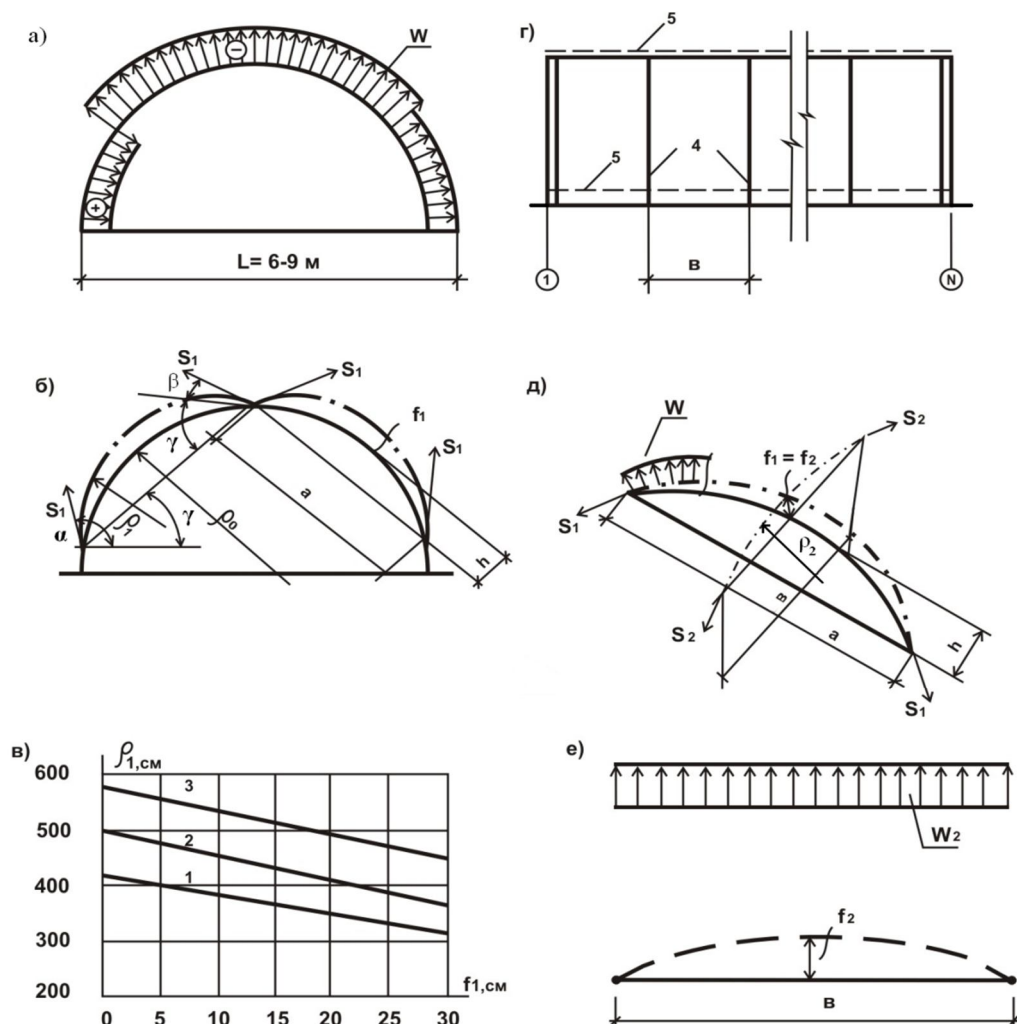 а)
W
−
+
L= 6-9 м
г)
5
4
5
в
1
N
б)
S1
β
S1
f1
γ
S1
a
S1
α
ρ1
γ
ρ0
h
д)
W
S2
f1 = f2
S1
ρ2
в
S2
a
h
S1
в)
ρ1,см
600
3
500
2
400
1
300
200
f1,см
0 5 10 15 20 25 30
е)
W2
f2
в